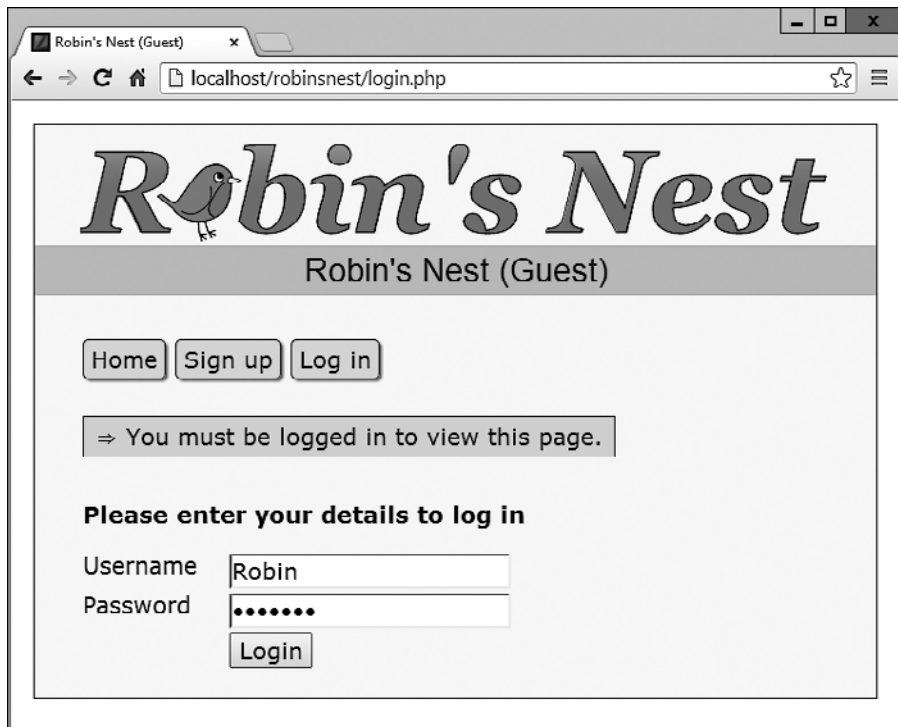 Robin's Nest (Guest)
localhost/robinsnest/login.php
Robin's Nest
Robin's Nest (Guest)
Home Sign up Log in
⇒ You must be logged in to view this page.
Please enter your details to log in
Username Robin
Password •••••••
Login